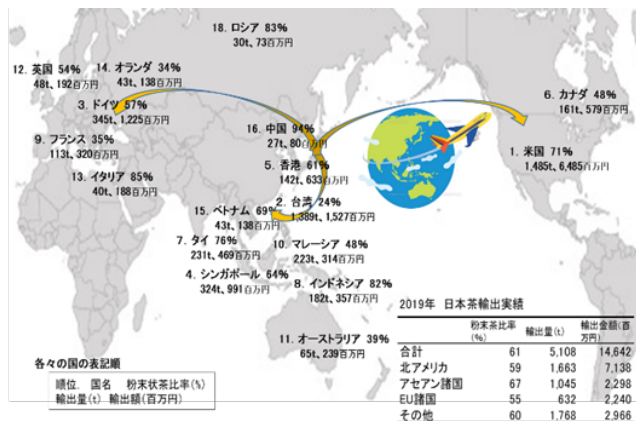 18. ロシア 83%
30t、73百万円
12. 英国 54%
48t、192百万円
14. オランダ 34%
43t、138百万円
3. ドイツ 57%
345t、1,225百万円
6. カナダ 48%
161t、579百万円
9. フランス 35%
113t、320百万円
16. 中国 94%
27t、80百万円
1. 米国 71%
1,485t、6,485百万円
13. イタリア 85%
40t、188百万円
5. 香港 61%
142t、633百万円
2. 台湾 24%
1,389t、1,527百万円
15. ベトナム 69%
43t、138百万円
7. タイ 76%
231t、469百万円
10. マレーシア 48%
223t、314百万円
4. シンガポール 64%
324t、991百万円
8. インドネシア 82%
182t、357百万円
11. オーストラリア 39%
65t、239百万円
各々の国の表記順
順位. 国名 粉末状茶比率(%)
輸出量(t) 輸出額(百万円)
2019年 日本茶輸出実績
粉末茶比率(%) 輸出量(t) 輸出金額(百万円)
合計 61 5,108 14,642
北アメリカ 59 1,663 7,138
アセアン諸国 67 1,045 2,298
EU諸国 55 632 2,240
その他 60 1,768 2,966